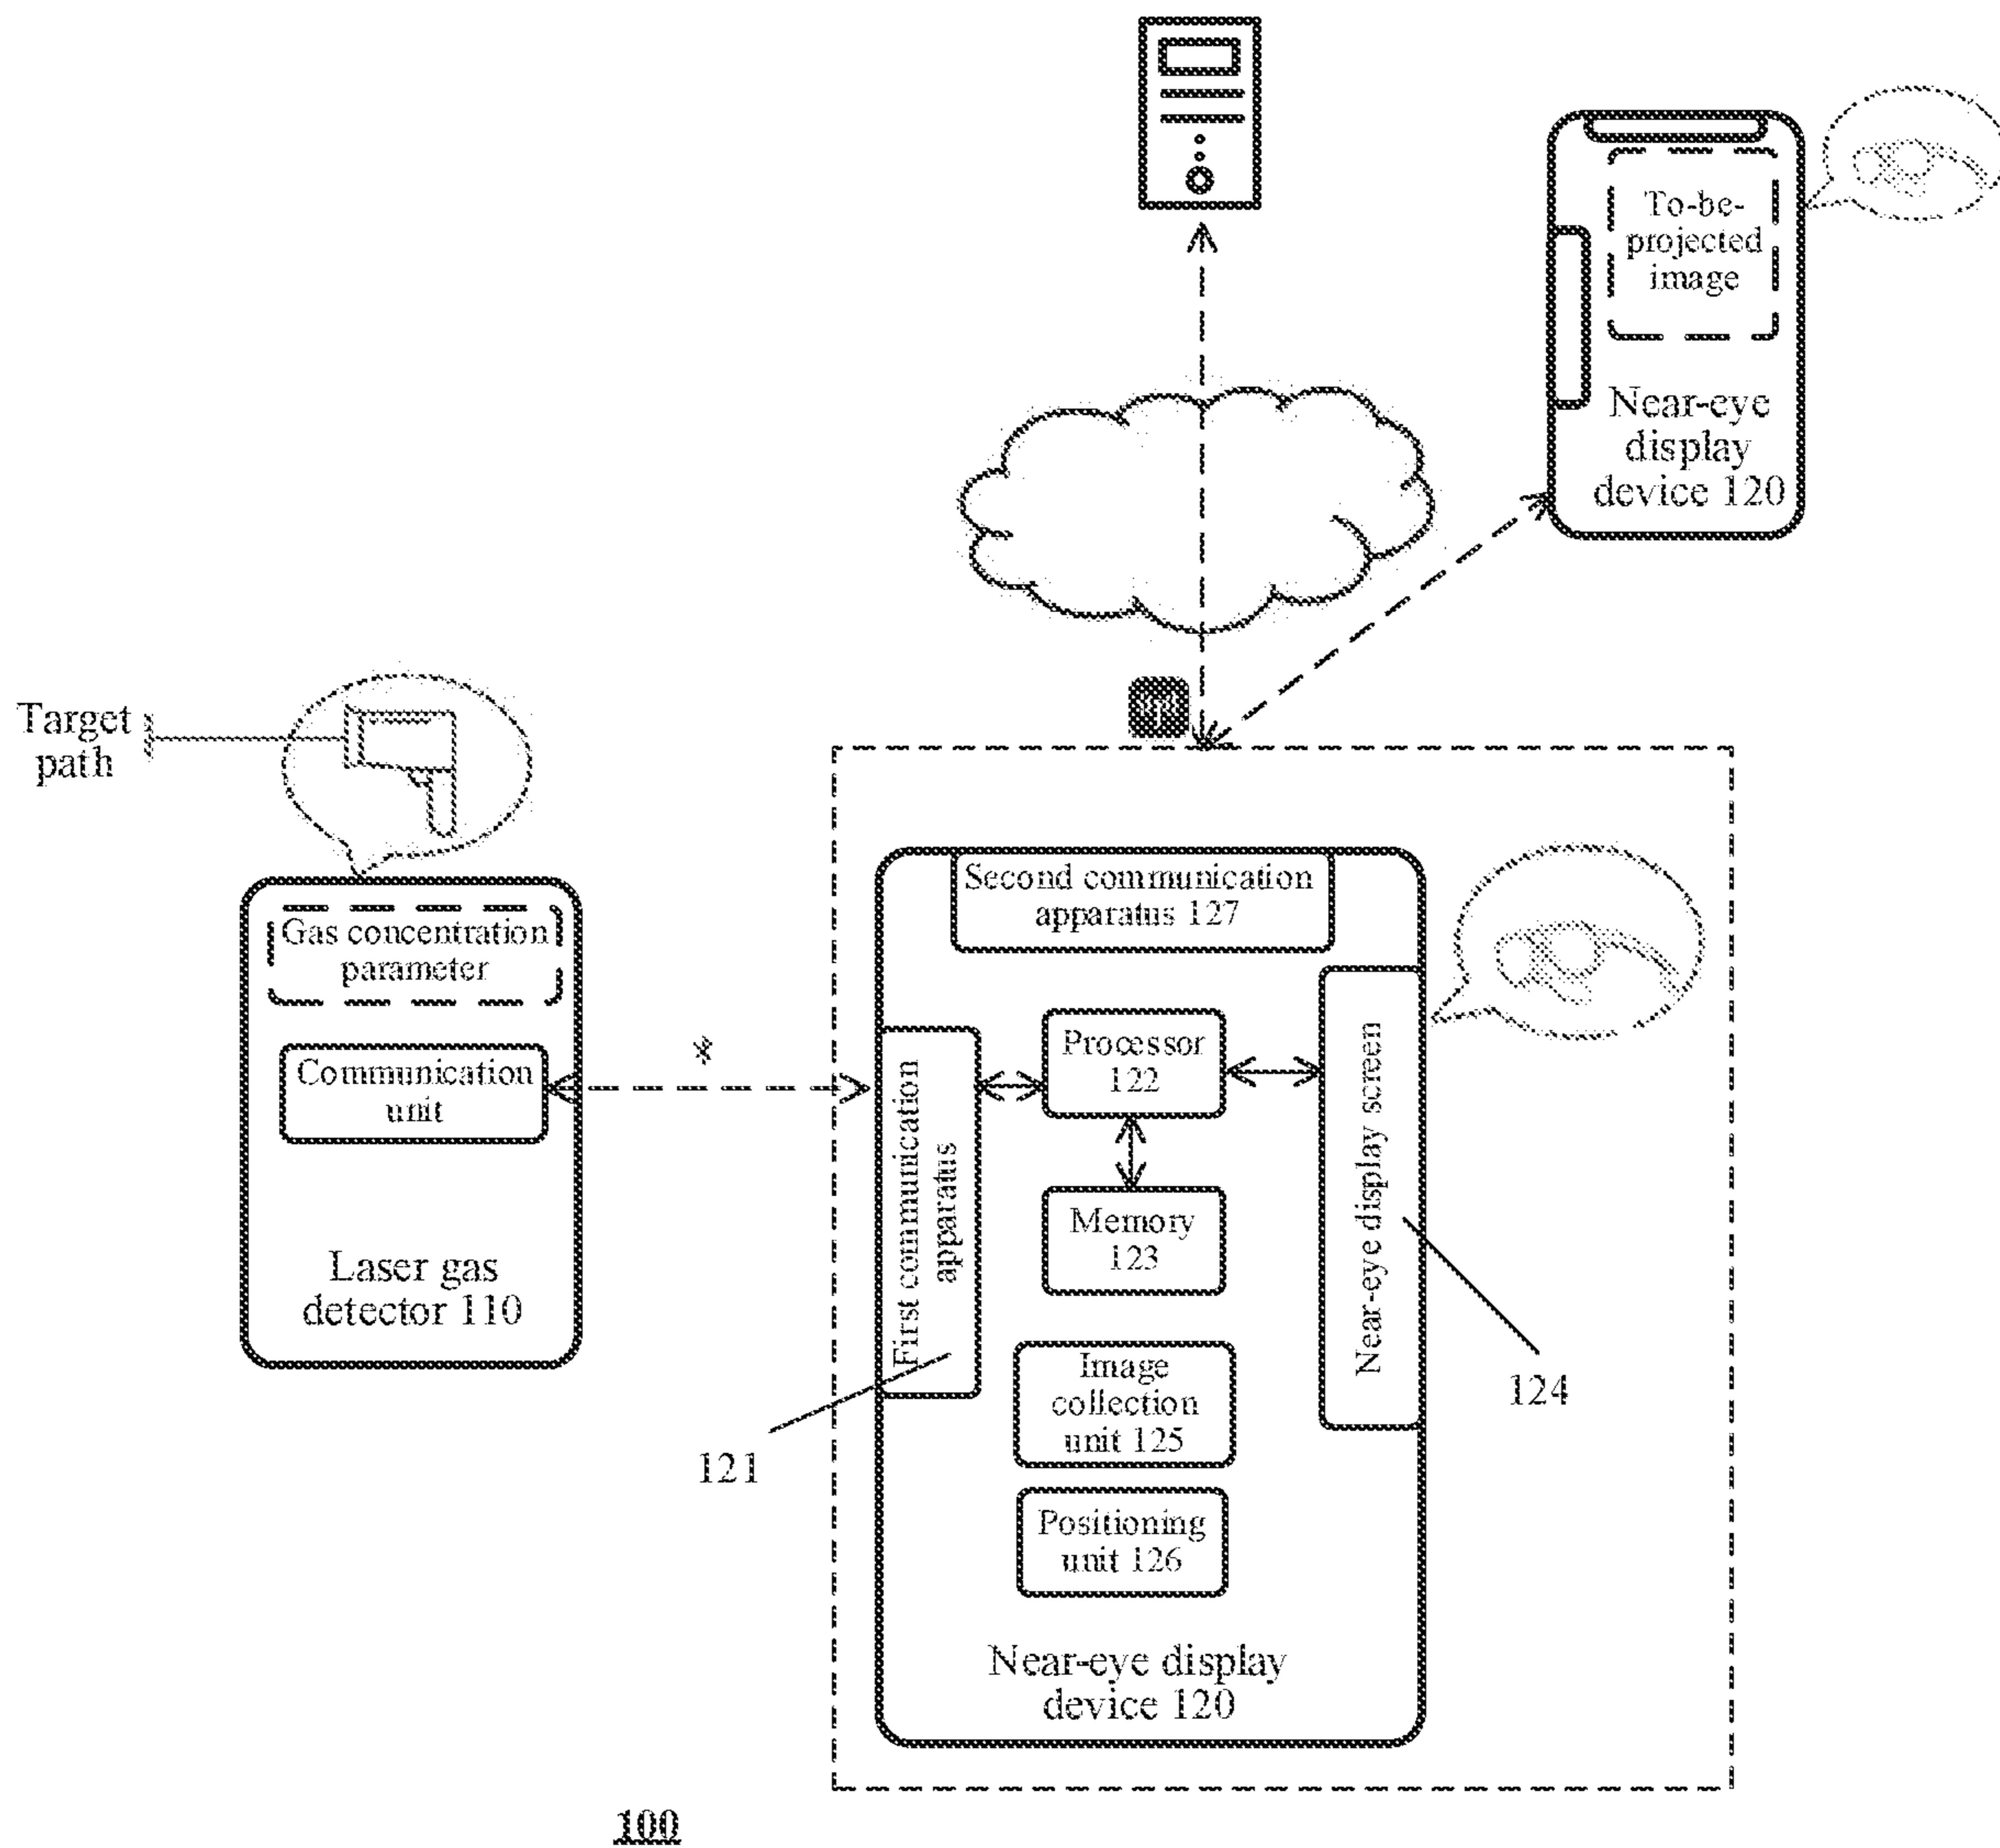 To-be-
projected
image
Near-eye
display
device 120
Target
path
Gas concentration
parameter
Communication
unit
Laser gas
detector 110
Second communication
apparatus 127
First communication
apparatus
121
Processor
122
Memory
123
Image
collection
unit 125
Positioning
unit 126
Near-eye display screen
124
Near-eye display
device 120
100